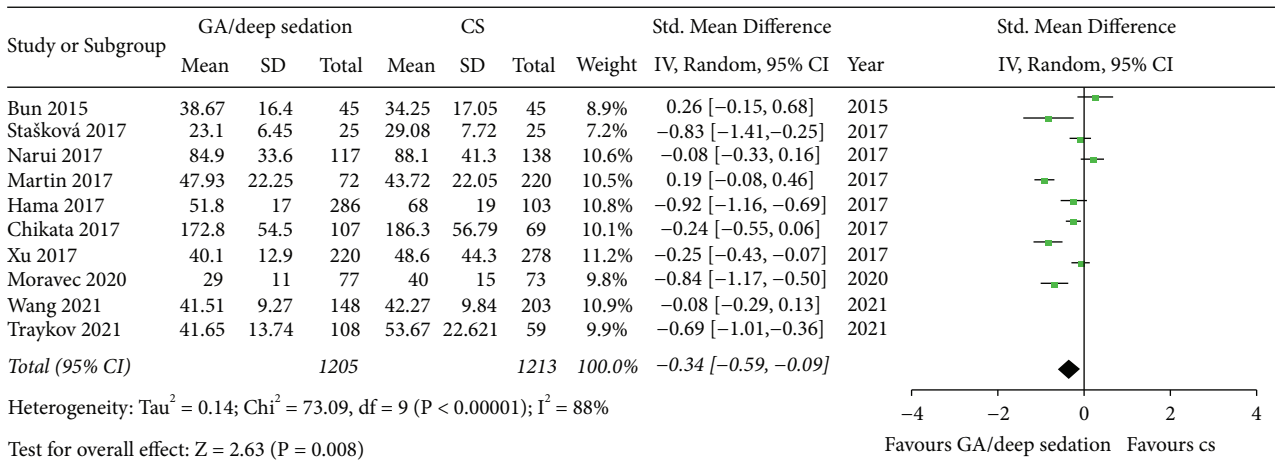 GA/deep sedation CS Std. Mean Difference Std. Mean Difference
Study or Subgroup
Mean SD Total Mean SD Total Weight IV, Random, 95% CI Year IV, Random, 95% CI
Bun 2015 38.67 16.4 45 34.25 17.05 45 8.9% 0.26 [−0.15, 0.68] 2015
Stašková 2017 23.1 6.45 25 29.08 7.72 25 7.2% −0.83 [−1.41,−0.25] 2017
Narui 2017 84.9 33.6 117 88.1 41.3 138 10.6% −0.08 [−0.33, 0.16] 2017
Martin 2017 47.93 22.25 72 43.72 22.05 220 10.5% 0.19 [−0.08, 0.46] 2017
Hama 2017 51.8 17 286 68 19 103 10.8% −0.92 [−1.16, −0.69] 2017
Chikata 2017 172.8 54.5 107 186.3 56.79 69 10.1% −0.24 [−0.55, 0.06] 2017
Xu 2017 40.1 12.9 220 48.6 44.3 278 11.2% −0.25 [−0.43, −0.07] 2017
Moravec 2020 29 11 77 40 15 73 9.8% −0.84 [−1.17, −0.50] 2020
Wang 2021 41.51 9.27 148 42.27 9.84 203 10.9% −0.08 [−0.29, 0.13] 2021
Traykov 2021 41.65 13.74 108 53.67 22.621 59 9.9% −0.69 [−1.01,−0.36] 2021
Total (95% CI) 1205 1213 100.0% −0.34 [−0.59, −0.09]
Heterogeneity: Tau² = 0.14; Chi² = 73.09, df = 9 (P < 0.00001); I² = 88%
−4 −2 0 2 4
Test for overall effect: Z = 2.63 (P = 0.008)
Favours GA/deep sedation Favours cs